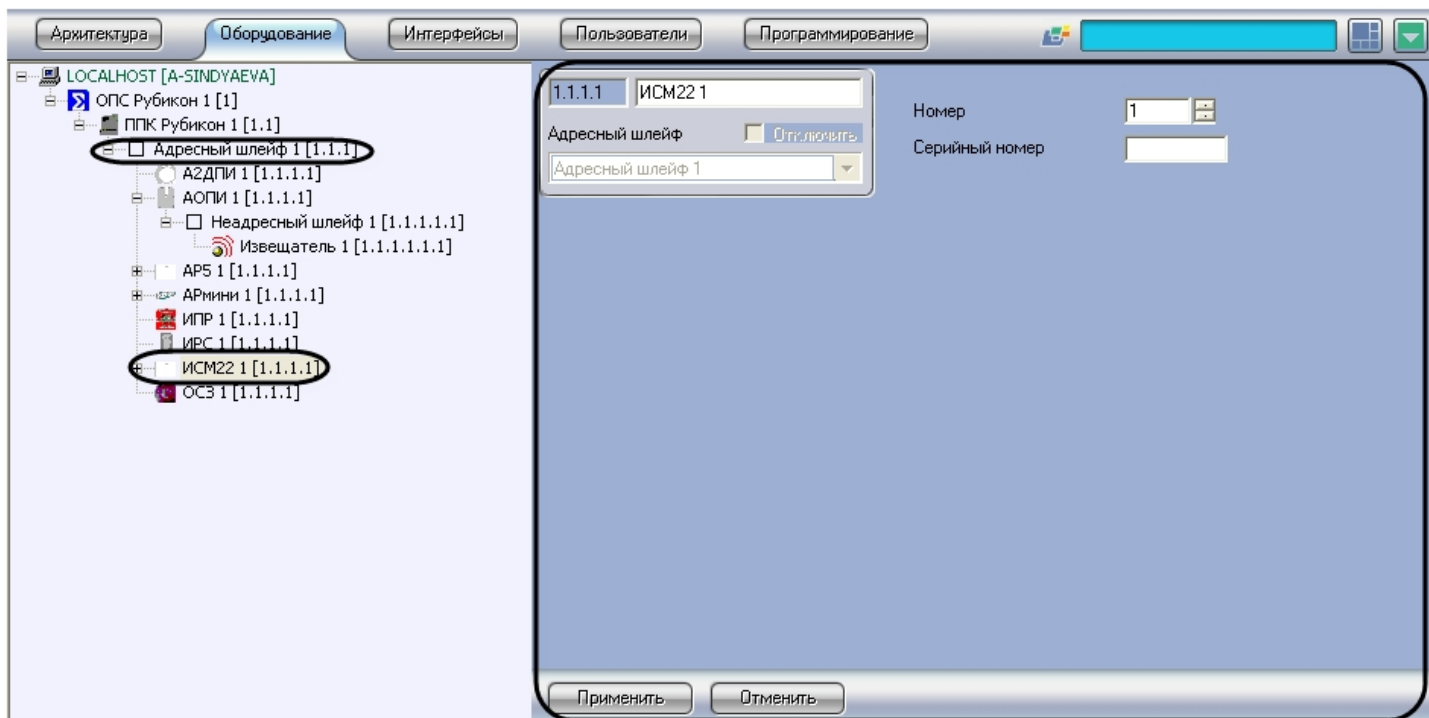 Архитектура Оборудование Интерфейсы Пользователи Программирование
LOCALHOST [A-SINDYAEVA]
ОПС Рубикон 1 [1]
ППК Рубикон 1 [1.1]
Адресный шлейф 1 [1.1.1]
А2ДПИ 1 [1.1.1.1]
АОПИ 1 [1.1.1.1]
Неадресный шлейф 1 [1.1.1.1.1]
Извещатель 1 [1.1.1.1.1.1]
АР5 1 [1.1.1.1]
АРмини 1 [1.1.1.1]
ИПР 1 [1.1.1.1]
ИРС 1 [1.1.1.1]
ИСМ22 1 [1.1.1.1]
ОСЗ 1 [1.1.1.1]
1.1.1.1 ИСМ22 1
Адресный шлейф Отключить
Адресный шлейф 1
Номер 1
Серийный номер
Применить Отменить